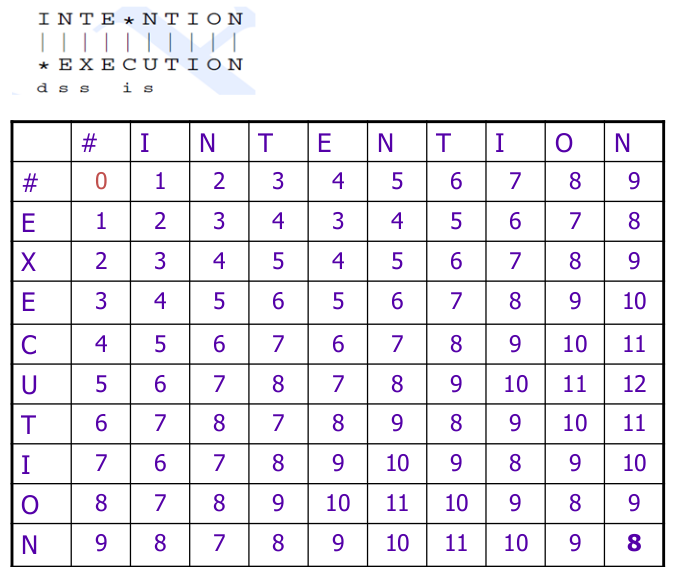 I N T E * N T I O N
| | | | | | | | | |
* E X E C U T I O N
d s s i s
# I N T E N T I O N
# 0 1 2 3 4 5 6 7 8 9
E 1 2 3 4 3 4 5 6 7 8
X 2 3 4 5 4 5 6 7 8 9
E 3 4 5 6 5 6 7 8 9 10
C 4 5 6 7 6 7 8 9 10 11
U 5 6 7 8 7 8 9 10 11 12
T 6 7 8 7 8 9 8 9 10 11
I 7 6 7 8 9 10 9 8 9 10
O 8 7 8 9 10 11 10 9 8 9
N 9 8 7 8 9 10 11 10 9 8